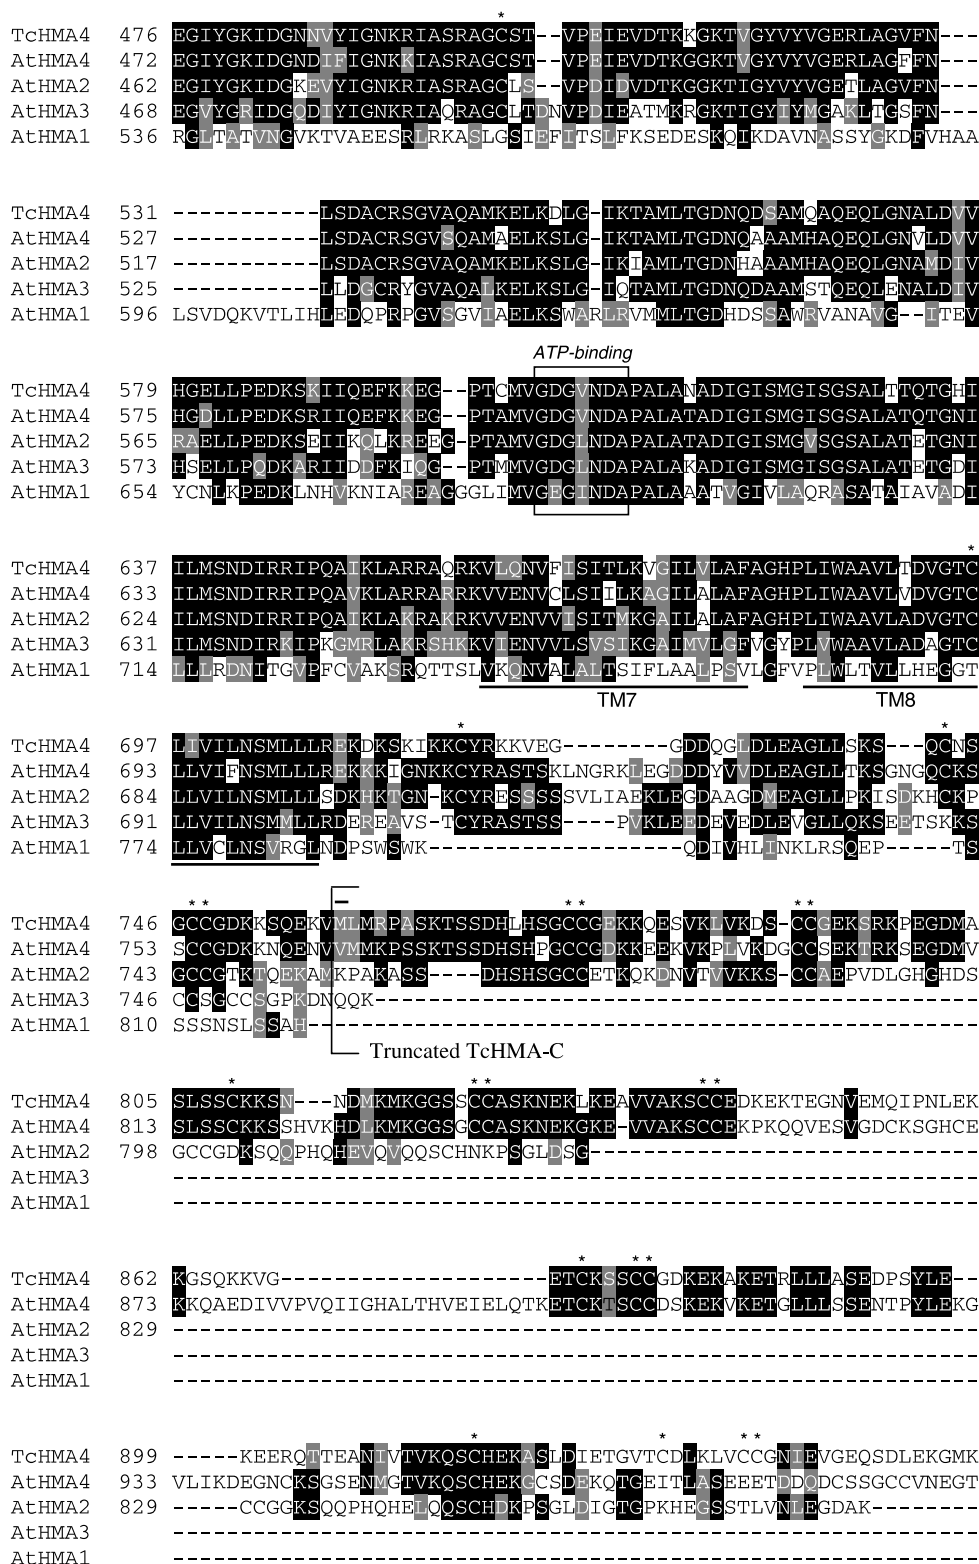 *
TcHMA4 476 EGIYGKIDGNNVYIGNKRIASRAGCST--VPEIEVDTKKGKTVGYVYVGERLAGVFN---
AtHMA4 472 EGIYGKIDGNDIFIGNKKIASRAGCST--VPEIEVDTKGGKTVGYVYVGERLAGFFN---
AtHMA2 462 EGIYGKIDGKEVYIGNKRIASRAGCLS--VPDIDVDTKGGKTIGYVYVGETLAGVFN---
AtHMA3 468 EGVYGRIDGQDIYIGNKRIAQRAGCLTDNVPDIEATMKRGKTIGYIYMGAKLTGSFN---
AtHMA1 536 RGLTATVNGVKTVAEESRLRKASLGSIEFITSLFKSEDESKQIKDAVNASSYGKDFVHAA
TcHMA4 531 -----------LSDACRSGVAQAMKELKDLG-IKTAMLTGDNQDSAMQAQEQLGNALDVV
AtHMA4 527 -----------LSDACRSGVSQAMAELKSLG-IKTAMLTGDNQAAAMHAQEQLGNVLDVV
AtHMA2 517 -----------LSDACRSGVAQAMKELKSLG-IKIAMLTGDNHAAAMHAQEQLGNAMDIV
AtHMA3 525 -----------LLDGCRYGVAQALKELKSLG-IQTAMLTGDNQDAAMSTQEQLENALDIV
AtHMA1 596 LSVDQKVTLIHLEDQPRPGVSGVIAELKSWARLRVMMLTGDHDSSAWRVANAVG--ITEV
ATP-binding
TcHMA4 579 HGELLPEDKSKIIQEFKKEG--PTCMVGDGVNDAPALANADIGISMGISGSALTTQTGHI
AtHMA4 575 HGDLLPEDKSRIIQEFKKEG--PTAMVGDGVNDAPALATADIGISMGISGSALATQTGNI
AtHMA2 565 RAELLPEDKSEIIKQLKREEG-PTAMVGDGLNDAPALATADIGISMGVSGSALATETGNI
AtHMA3 573 HSELLPQDKARIIDDFKIQG--PTMMVGDGLNDAPALAKADIGISMGISGSALATETGDI
AtHMA1 654 YCNLKPEDKLNHVKNIAREAGGGLIMVGEGINDAPALAAATVGIVLAQRASATAIAVADI
*
TcHMA4 637 ILMSNDIRRIPQAIKLARRAQRKVLQNVFISITLKVGILVLAFAGHPLIWAAVLTDVGTC
AtHMA4 633 ILMSNDIRRIPQAVKLARRARRKVVENVCLSIILKAGILALAFAGHPLIWAAVLVDVGTC
AtHMA2 624 ILMSNDIRRIPQAIKLAKRAKRKVVENVVISITMKGAILALAFAGHPLIWAAVLADVGTC
AtHMA3 631 ILMSNDIRKIPKGMRLAKRSHKKVIENVVLSVSIKGAIMVLGFVGYPLVWAAVLADAGTC
AtHMA1 714 LLLRDNITGVPFCVAKSRQTTSLVKQNVALALTSIFLAALPSVLGFVPLWLTVLLHEGGT
TM7 TM8
* *
TcHMA4 697 LIVILNSMLLLREKDKSKIKKCYRKKVEG--------GDDQGLDLEAGLLSKS---QCNS
AtHMA4 693 LLVIFNSMLLLREKKKIGNKKCYRASTSKLNGRKLEGDDDYVVDLEAGLLTKSGNGQCKS
AtHMA2 684 LLVILNSMLLLSDKHKTGN-KCYRESSSSSVLIAEKLEGDAAGDMEAGLLPKISDKHCKP
AtHMA3 691 LLVILNSMMLLRDEREAVS-TCYRASTSS----PVKLEEDEVEDLEVGLLQKSEETSKKS
AtHMA1 774 LLVCLNSVRGLNDPSWSWK-------------------QDIVHLINKLRSQEP----TS
** ** **
TcHMA4 746 GCCGDKKSQEKVMLMRPASKTSSDHLHSGCCGEKKQESVKLVKDS-CCGEKSRKPEGDMA
AtHMA4 753 SCCGDKKNQENVVMMKPSSKTSSDHSHPGCCGDKKEEKVKPLVKDGCCSEKTRKSEGDMV
AtHMA2 743 GCCGTKTQEKAMKPAKASS----DHSHSGCCETKQKDNVTVVKKS-CCAEPVDLGHGHDS
AtHMA3 746 CCSGCCSGPKDNQQK---------------------------------------------
AtHMA1 810 SSSNSLSSAH--------------------------------------------------
Truncated TcHMA-C
* ** **
TcHMA4 805 SLSSCKKSN---NDMKMKGGSSCCASKNEKLKEAVVAKSCCEDKEKTEGNVEMQIPNLEK
AtHMA4 813 SLSSCKKSSHVKHDLKMKGGSGCCASKNEKGKE-VVAKSCCEKPKQQVESVGDCKSGHCE
AtHMA2 798 GCCGDKSQQPHQHEVQVQQSCHNKPSGLDSG-----------------------------
AtHMA3 ------------------------------------------------------------
AtHMA1 ------------------------------------------------------------
* **
TcHMA4 862 KGSQKKVG--------------------ETCKSSCCGDKEKAKETRLLLASEDPSYLE--
AtHMA4 873 KKQAEDIVVPVQIIGHALTHVEIELQTKETCKTSCCDSKEKVKETGLLLSSENTPYLEKG
AtHMA2 829 ------------------------------------------------------------
AtHMA3 ------------------------------------------------------------
AtHMA1 ------------------------------------------------------------
* * **
TcHMA4 899 -----KEERQTTEANIVTVKQSCHEKASLDIETGVTCDLKLVCCGNIEVGEQSDLEKGMK
AtHMA4 933 VLIKDEGNCKSGSENMGTVKQSCHEKGCSDEKQTGEITLASEEETDDQDCSSGCCVNEGT
AtHMA2 829 -----CCGGKSQQPHQHELQQSCHDKPSGLDIGTGPKHEGSSTLVNLEGDAK--------
AtHMA3 ------------------------------------------------------------
AtHMA1 ------------------------------------------------------------